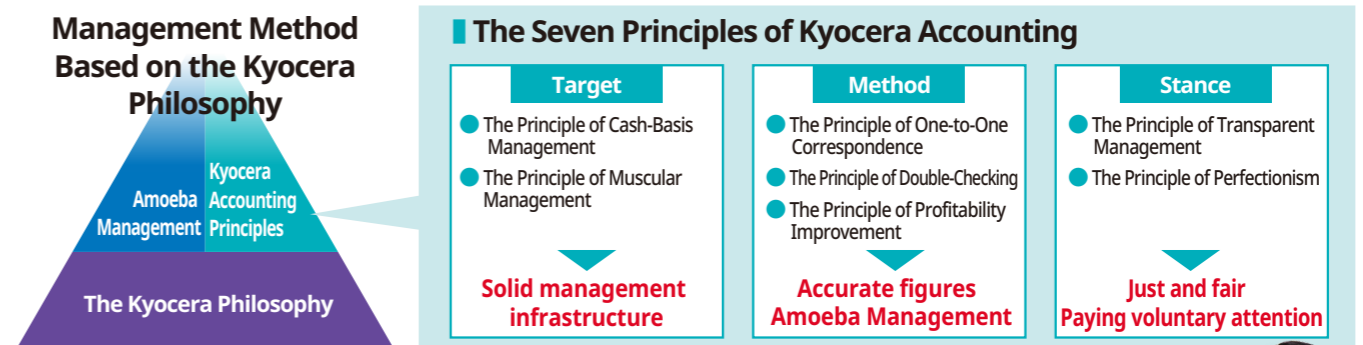 Management Method
Based on the Kyocera
Philosophy
Amoeba
Management
Kyocera
Accounting
Principles
The Kyocera Philosophy
The Seven Principles of Kyocera Accounting
Target
The Principle of Cash-Basis
Management
The Principle of Muscular
Management
Solid management
infrastructure
Method
The Principle of One-to-One
Correspondence
The Principle of Double-Checking
The Principle of Profitability
Improvement
Accurate figures
Amoeba Management
Stance
The Principle of Transparent
Management
The Principle of Perfectionism
Just and fair
Paying voluntary attention